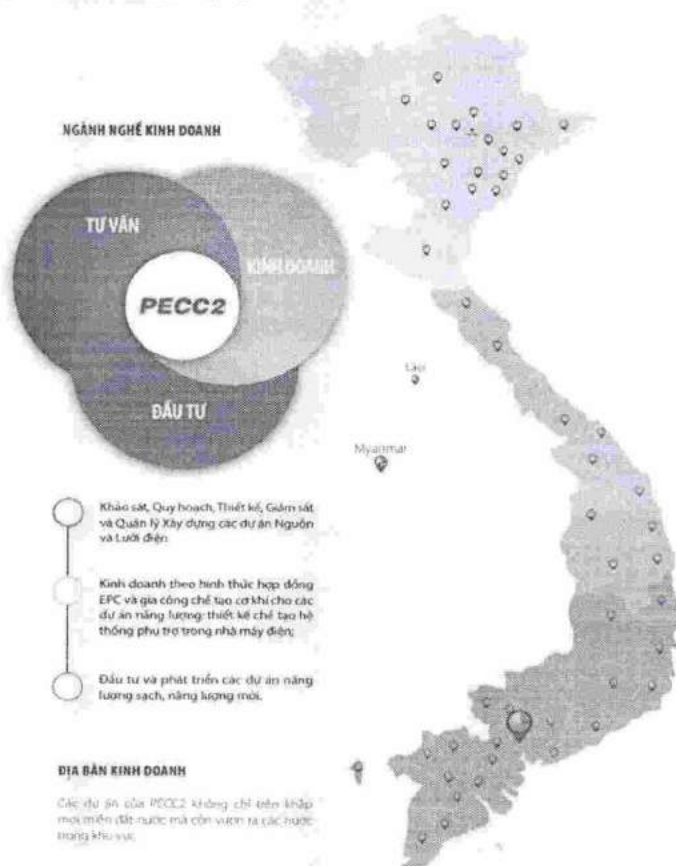 NGÀNH NGHỀ KINH DOANH
TƯ VẤN
KINH DOANH
PECC2
ĐẦU TƯ
Lào
Myanmar
Khảo sát, Quy hoạch, Thiết kế, Giám sát
và Quản lý Xây dựng các dự án Nguồn
và Lưới điện
Kinh doanh theo hình thức hợp đồng
EPC và gia công chế tạo cơ khí cho các
dự án năng lượng; thiết kế chế tạo hệ
thống phụ trợ trong nhà máy điện;
Đầu tư và phát triển các dự án năng
lượng sạch, năng lượng mới.
ĐỊA BÀN KINH DOANH
Các dự án của PECC2 không chỉ trên khắp
mọi miền đất nước mà còn vươn ra các nước
trong khu vực